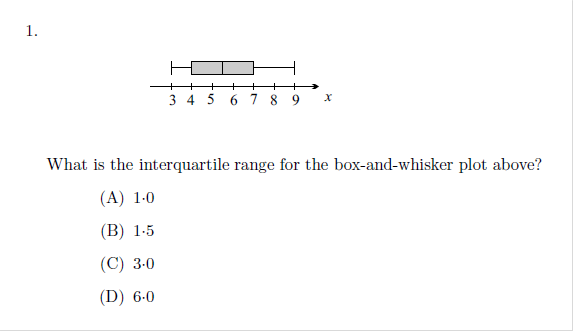 1.
3 4 5 6 7 8 9 x
What is the interquartile range for the box-and-whisker plot above?
(A) 1·0
(B) 1·5
(C) 3·0
(D) 6·0